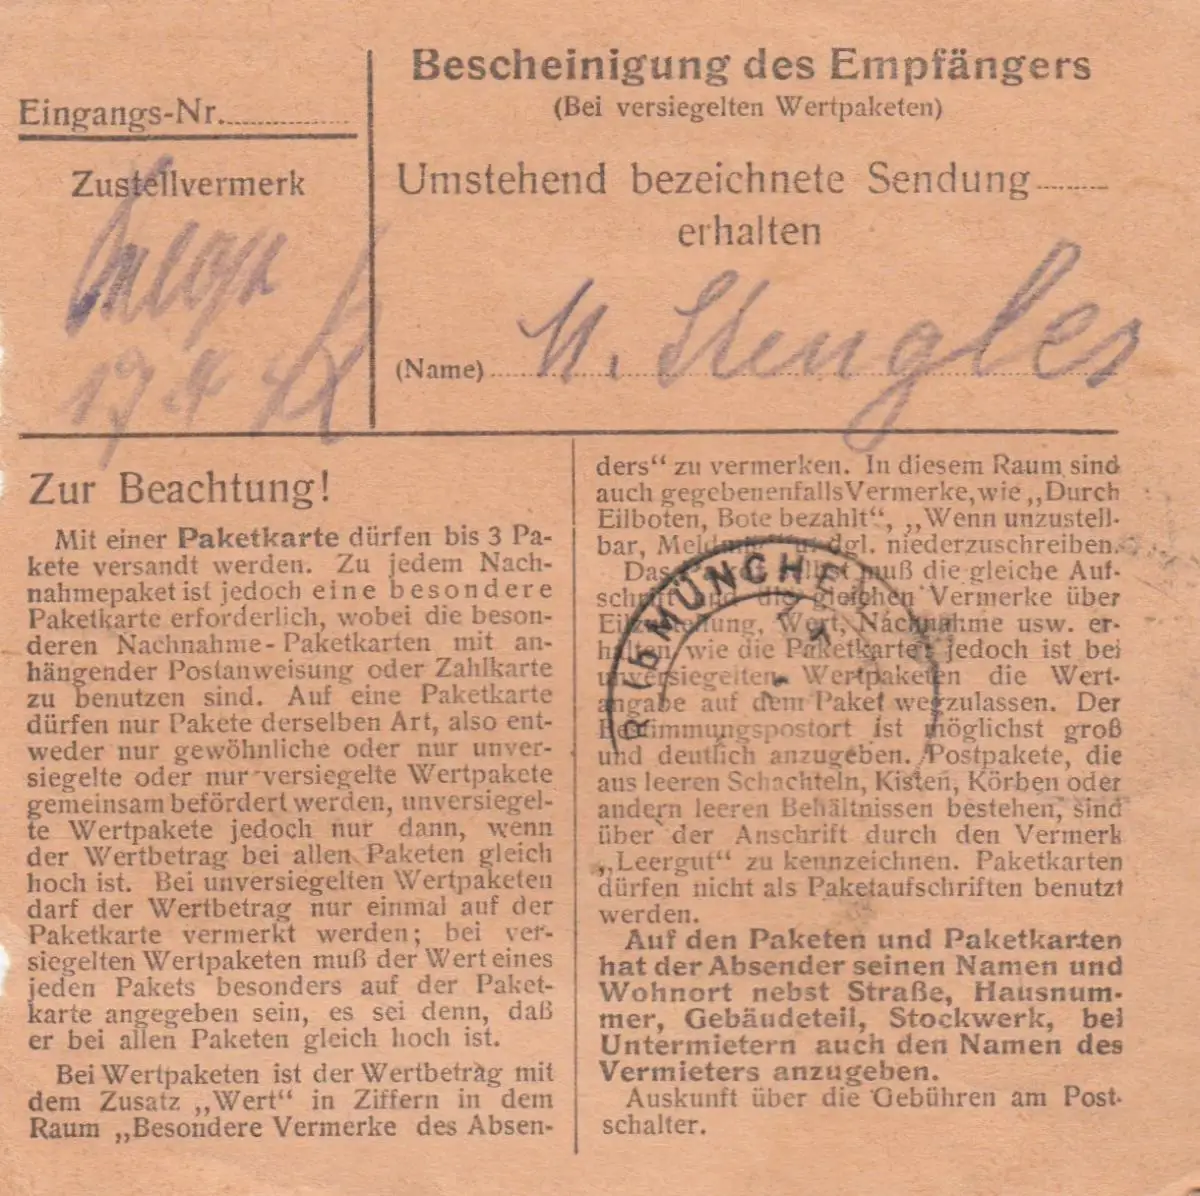 Eingangs-Nr.
Zustellvermerk
Bescheinigung des Empfängers
(Bei versiegelten Wertpaketen)
Umstehend bezeichnete Sendung
erhalten
(Name) M. Stengler
Zur Beachtung!
Mit einer Paketkarte dürfen bis 3 Pa-
kete versandt werden. Zu jedem Nach-
nahmepaket ist jedoch eine besondere
Paketkarte erforderlich, wobei die beson-
deren Nachnahme-Paketkarten mit an-
hängender Postanweisung oder Zahlkarte
zu benutzen sind. Auf eine Paketkarte
dürfen nur Pakete derselben Art, also ent-
weder nur gewöhnliche oder nur unver-
siegelte oder nur versiegelte Wertpakete
gemeinsam befördert werden, unversiegel-
te Wertpakete jedoch nur dann, wenn
der Wertbetrag bei allen Paketen gleich
hoch ist. Bei unversiegelten Wertpaketen
darf der Wertbetrag nur einmal auf der
Paketkarte vermerkt werden; bei ver-
siegelten Wertpaketen muß der Wert eines
jeden Pakets besonders auf der Paket-
karte angegeben sein, es sei denn, daß
er bei allen Paketen gleich hoch ist.
Bei Wertpaketen ist der Wertbetrag mit
dem Zusatz „Wert“ in Ziffern in dem
Raum „Besondere Vermerke des Absen-
ders“ zu vermerken. In diesem Raum sind
auch gegebenenfalls Vermerke, wie „Durch
Eilboten, Bote bezahlt“, „Wenn unzustell-
bar, Meldung“ u. dgl. niederzuschreiben.
Das Paket selbst muß die gleiche Auf-
schrift und die gleichen Vermerke über
Eilzustellung, Wert, Nachnahme usw. er-
halten wie die Paketkarte; jedoch ist bei
unversiegelten Wertpaketen die Wert-
angabe auf dem Paket wegzulassen. Der
Bestimmungspostort ist möglichst groß
und deutlich anzugeben. Postpakete, die
aus leeren Schachteln, Kisten, Körben oder
andern leeren Behältnissen bestehen, sind
über der Anschrift durch den Vermerk
„Leergut“ zu kennzeichnen. Paketkarten
dürfen nicht als Paketaufschriften benutzt
werden.
Auf den Paketen und Paketkarten
hat der Absender seinen Namen und
Wohnort nebst Straße, Hausnum-
mer, Gebäudeteil, Stockwerk, bei
Untermietern auch den Namen des
Vermieters anzugeben.
Auskunft über die Gebühren am Post-
schalter.
MÜNCHE